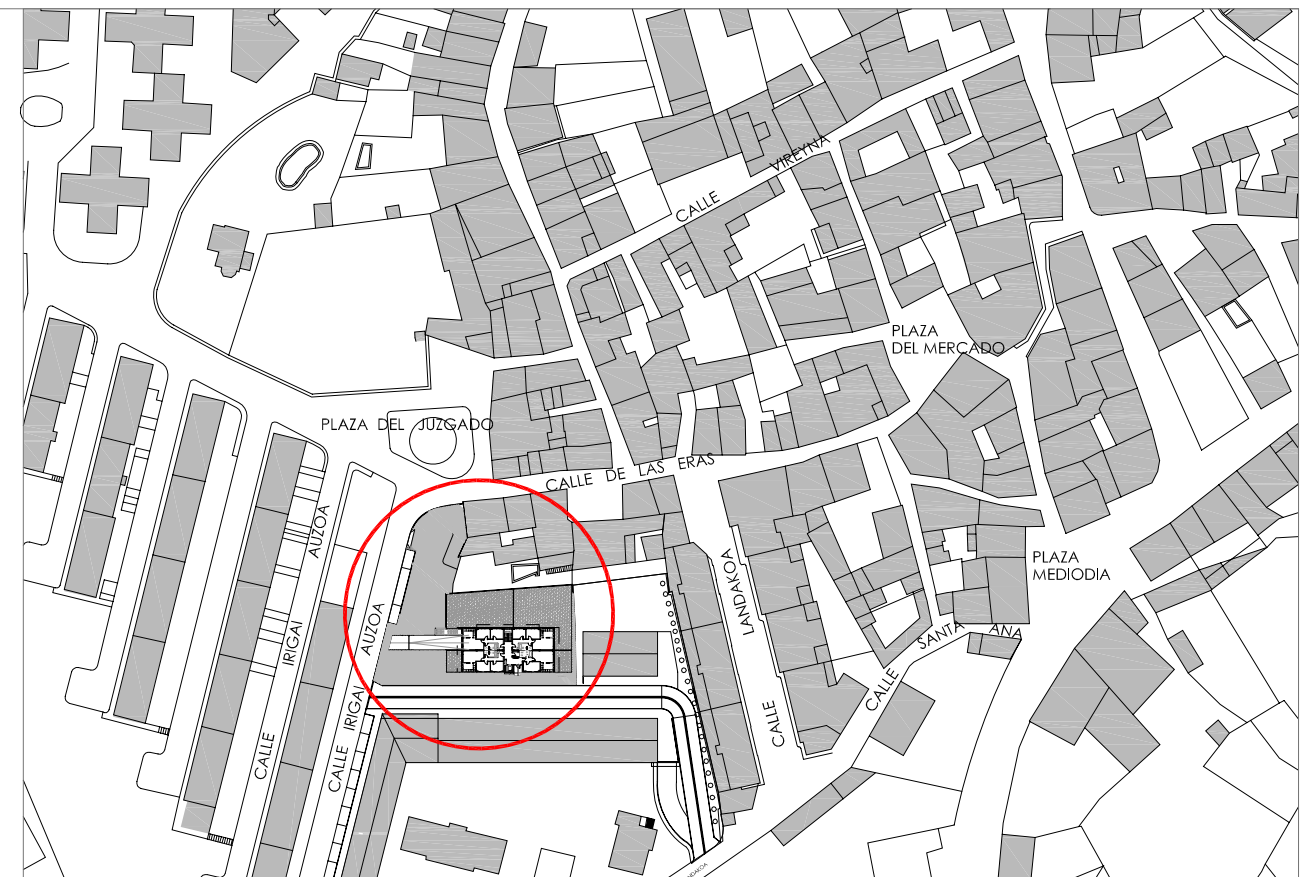 CALLE VIREYNA
PLAZA
DEL MERCADO
PLAZA DEL JUZGADO
CALLE DE LAS ERAS
CALLE IRIGAI AUZOA
CALLE IRIGAI AUZOA
CALLE LANDAKOA
PLAZA
MEDIODIA
CALLE SANTA ANA